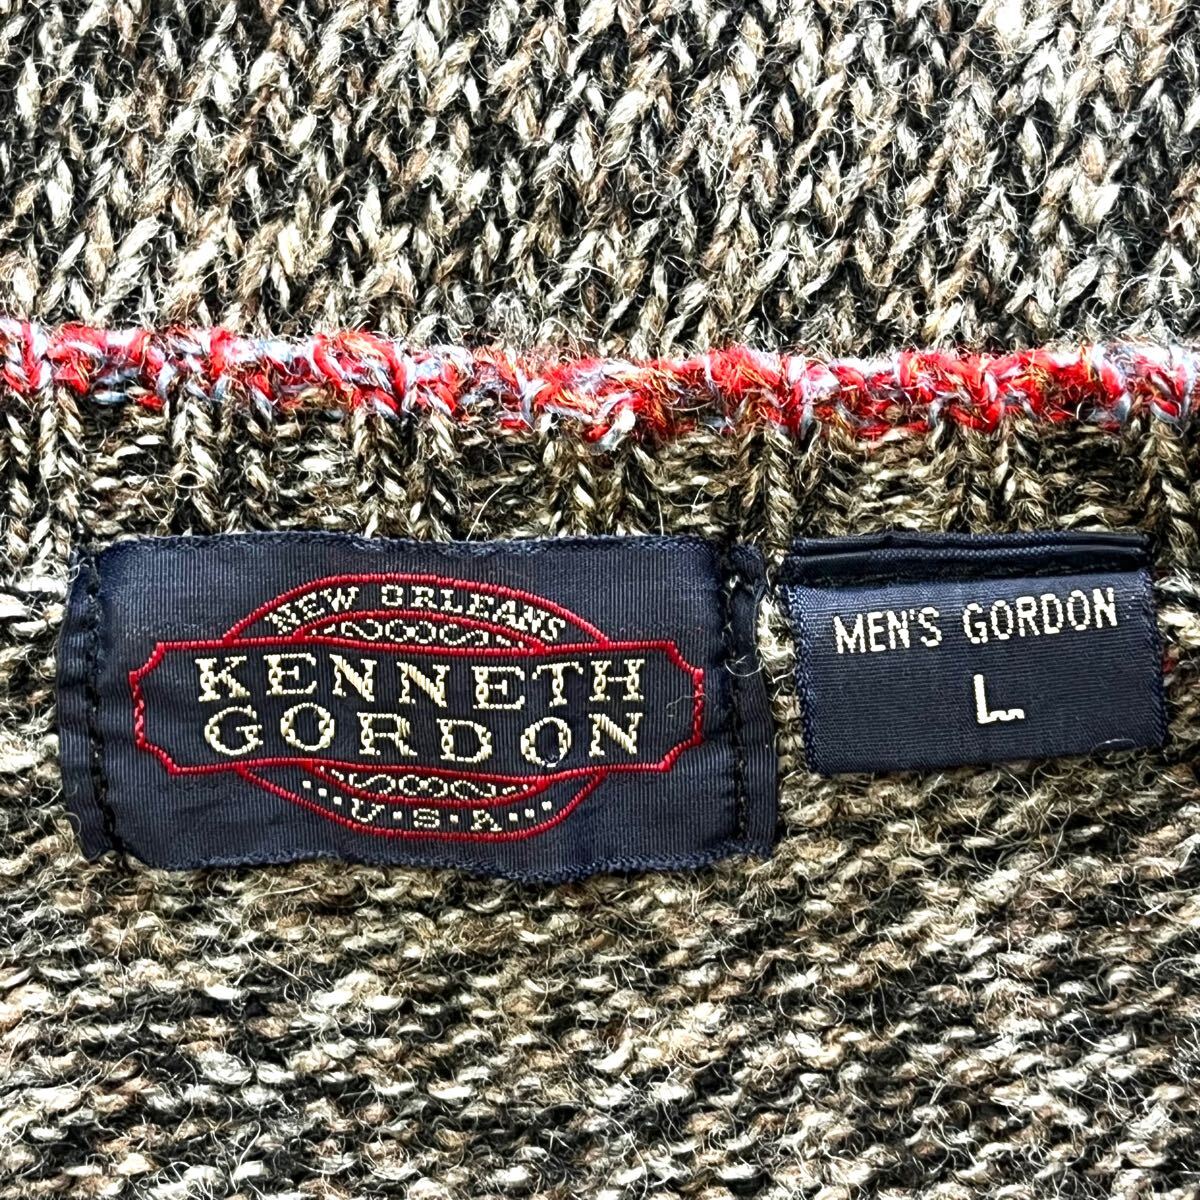 NEW ORLEANS
KENNETH
GORDON
U·S·A
MEN'S GORDON
L